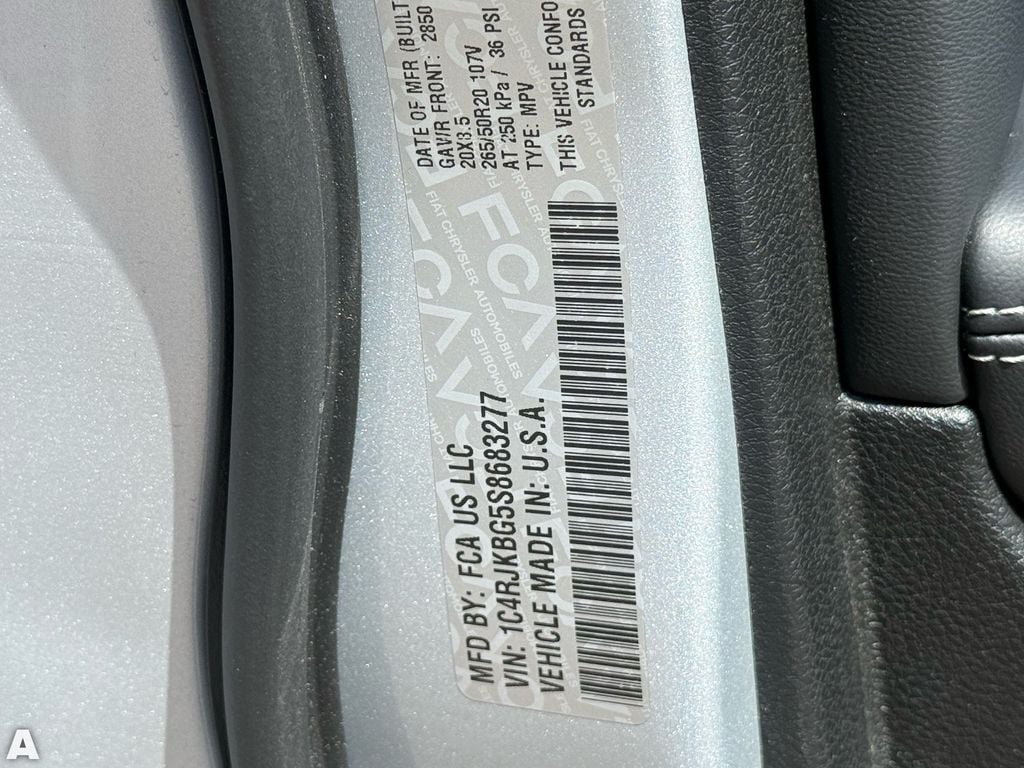 MFD BY: FCA US LLC
VIN: 1C4RJKBG5S8683277
VEHICLE MADE IN: U.S.A.
DATE OF MFR (BUILT
GAWR FRONT: 2850
20X8.5
265/50R20 107V
AT 250 kPa / 36 PSI
TYPE: MPV
THIS VEHICLE CONFO
STANDARDS
FIAT CHRYSLER AUTOMOBILES
FCA
A